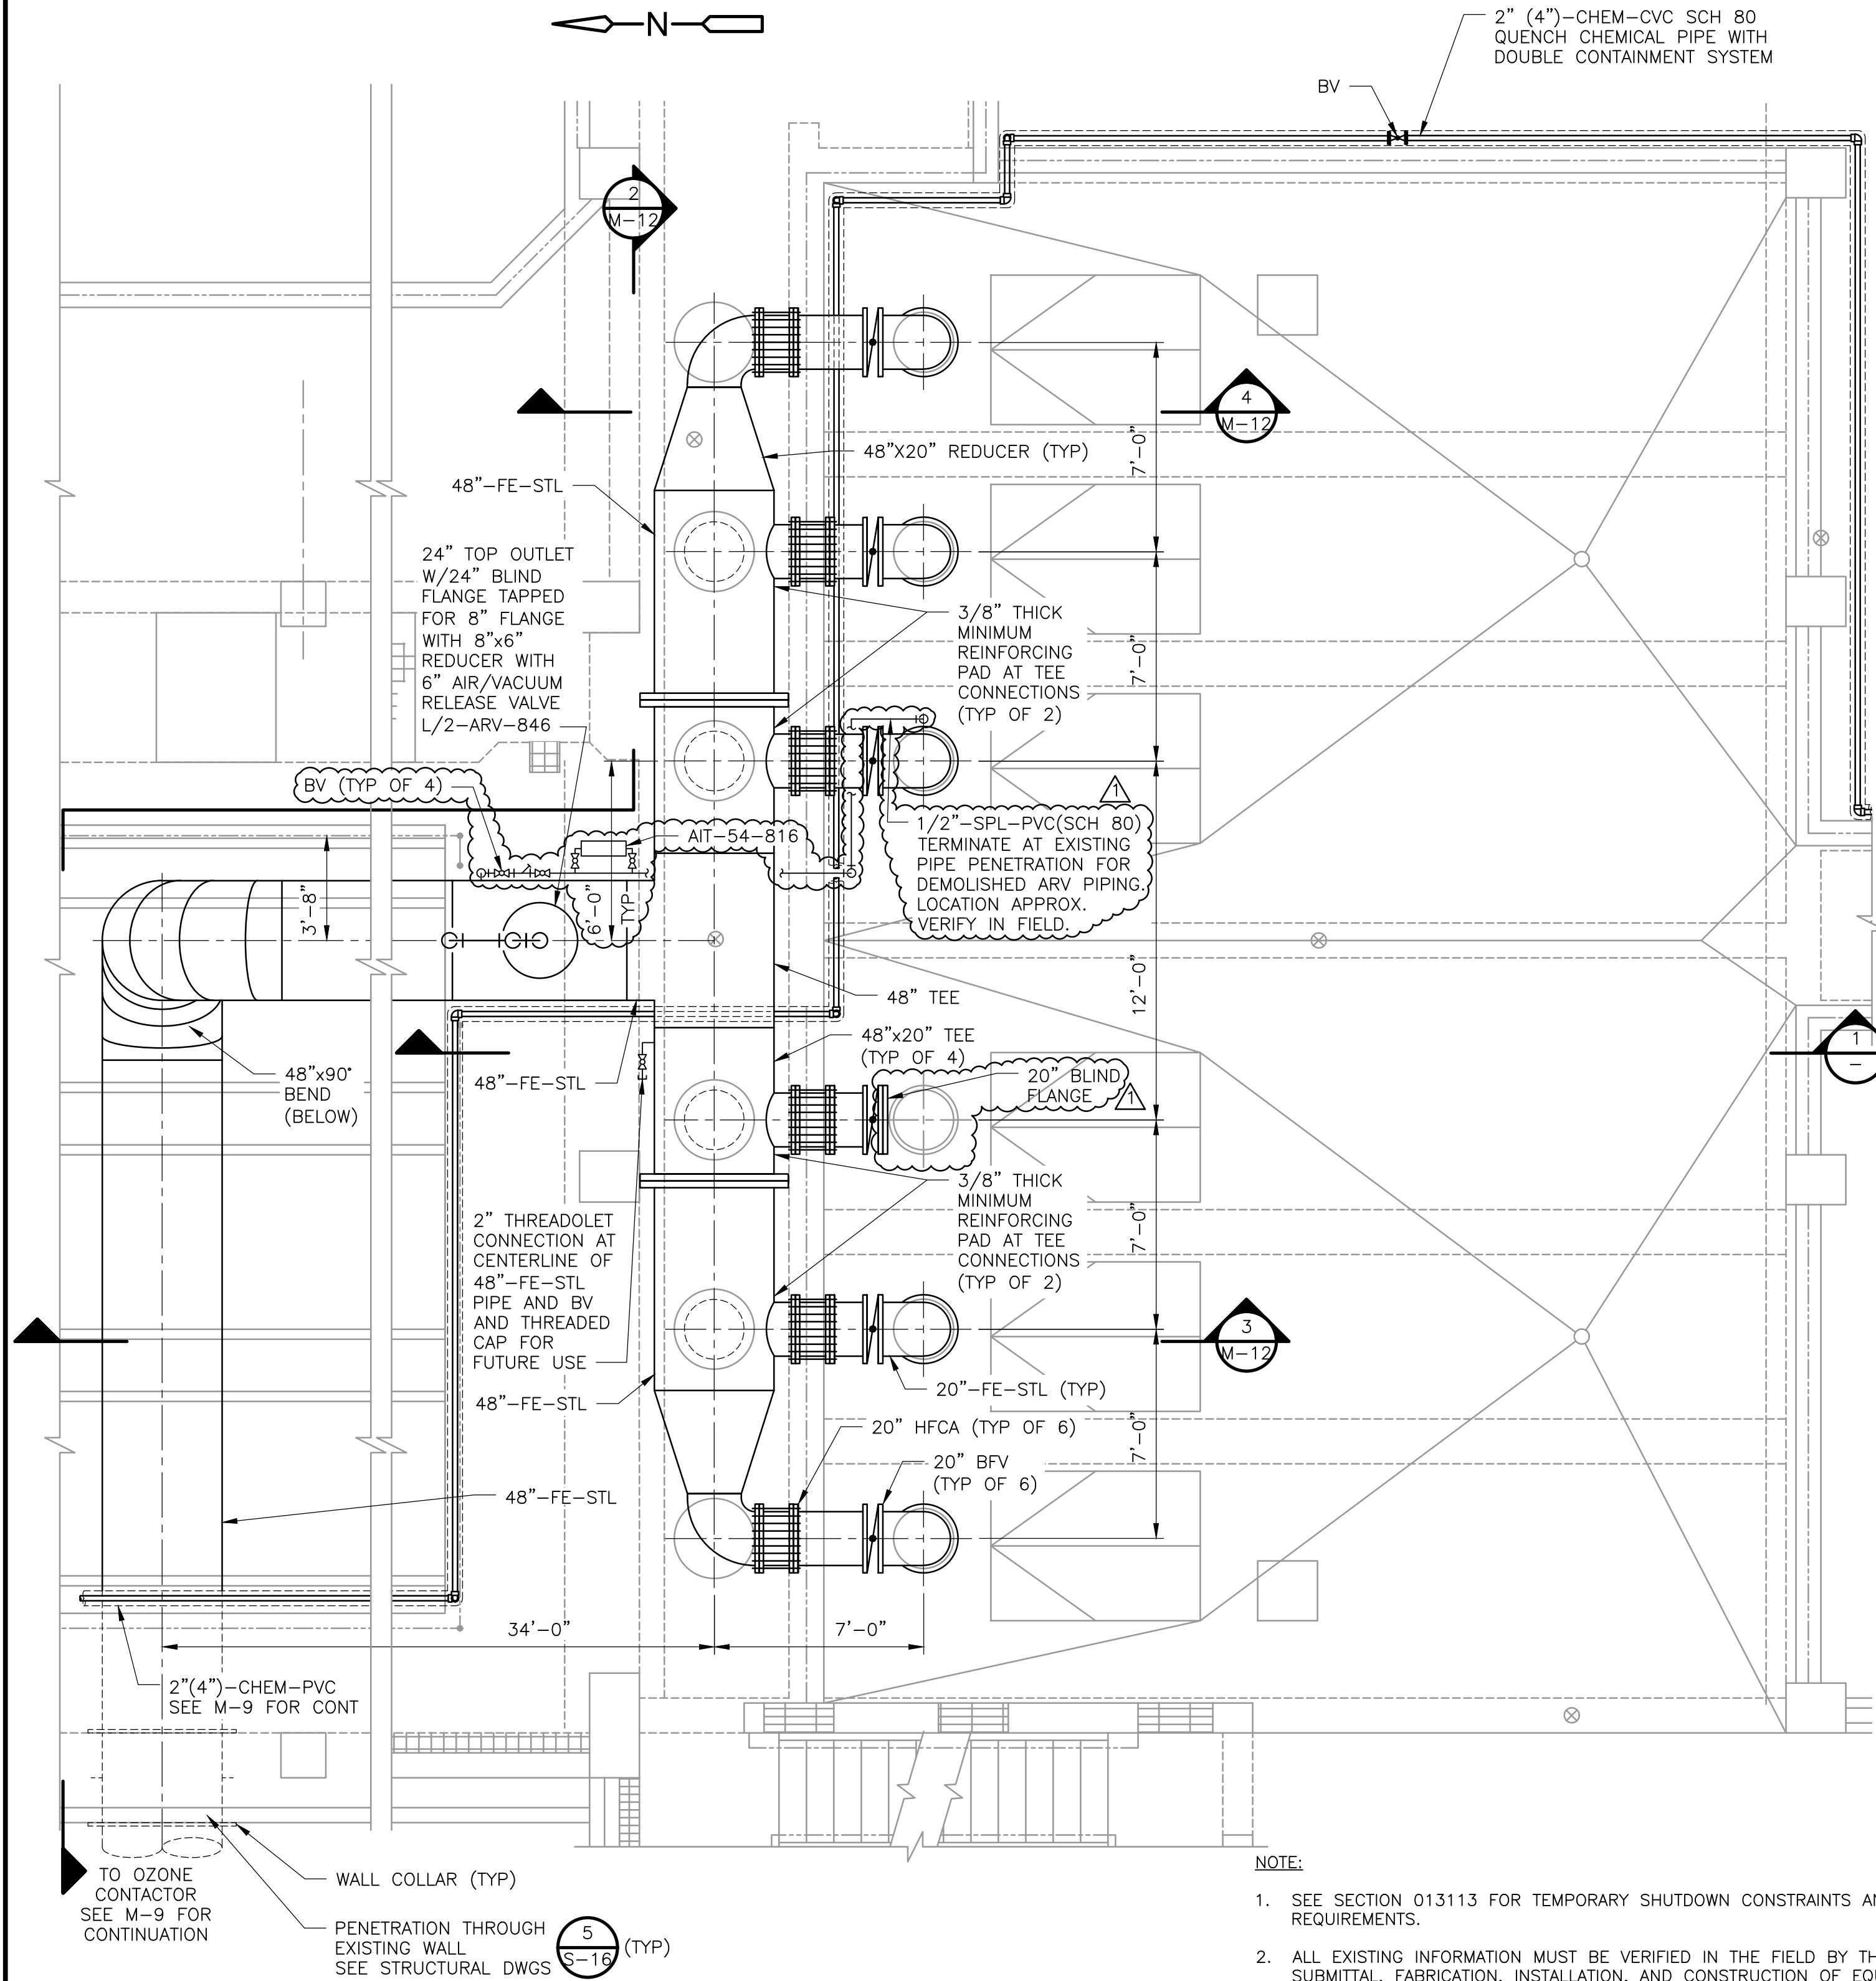 N
2" (4")-CHEM-CVC SCH 80
QUENCH CHEMICAL PIPE WITH
DOUBLE CONTAINMENT SYSTEM
BV
2
M-12
4
M-12
48"X20" REDUCER (TYP)
7'-0"
48"-FE-STL
24" TOP OUTLET
W/24" BLIND
FLANGE TAPPED
FOR 8" FLANGE
WITH 8"x6"
REDUCER WITH
6" AIR/VACUUM
RELEASE VALVE
L/2-ARV-846
3/8" THICK
MINIMUM
REINFORCING
PAD AT TEE
CONNECTIONS
(TYP OF 2)
7'-0"
BV (TYP OF 4)
AIT-54-816
1
1/2"-SPL-PVC(SCH 80)
TERMINATE AT EXISTING
PIPE PENETRATION FOR
DEMOLISHED ARV PIPING.
LOCATION APPROX.
VERIFY IN FIELD.
3'-8"
6'-0"
TYP
12'-0"
48" TEE
48"x20" TEE
(TYP OF 4)
1
-
48"x90°
BEND
(BELOW)
48"-FE-STL
20" BLIND
FLANGE
1
3/8" THICK
MINIMUM
REINFORCING
PAD AT TEE
CONNECTIONS
(TYP OF 2)
7'-0"
2" THREADOLET
CONNECTION AT
CENTERLINE OF
48"-FE-STL
PIPE AND BV
AND THREADED
CAP FOR
FUTURE USE
3
M-12
48"-FE-STL
20"-FE-STL (TYP)
20" HFCA (TYP OF 6)
7'-0"
20" BFV
(TYP OF 6)
48"-FE-STL
34'-0"
7'-0"
2"(4")-CHEM-PVC
SEE M-9 FOR CONT
TO OZONE
CONTACTOR
SEE M-9 FOR
CONTINUATION
WALL COLLAR (TYP)
PENETRATION THROUGH
EXISTING WALL
SEE STRUCTURAL DWGS
5
S-16
(TYP)
NOTE:
1. SEE SECTION 013113 FOR TEMPORARY SHUTDOWN CONSTRAINTS
REQUIREMENTS.
2. ALL EXISTING INFORMATION MUST BE VERIFIED IN THE FIELD BY
SUBMITTAL, FABRICATION, INSTALLATION, AND CONSTRUCTION OF